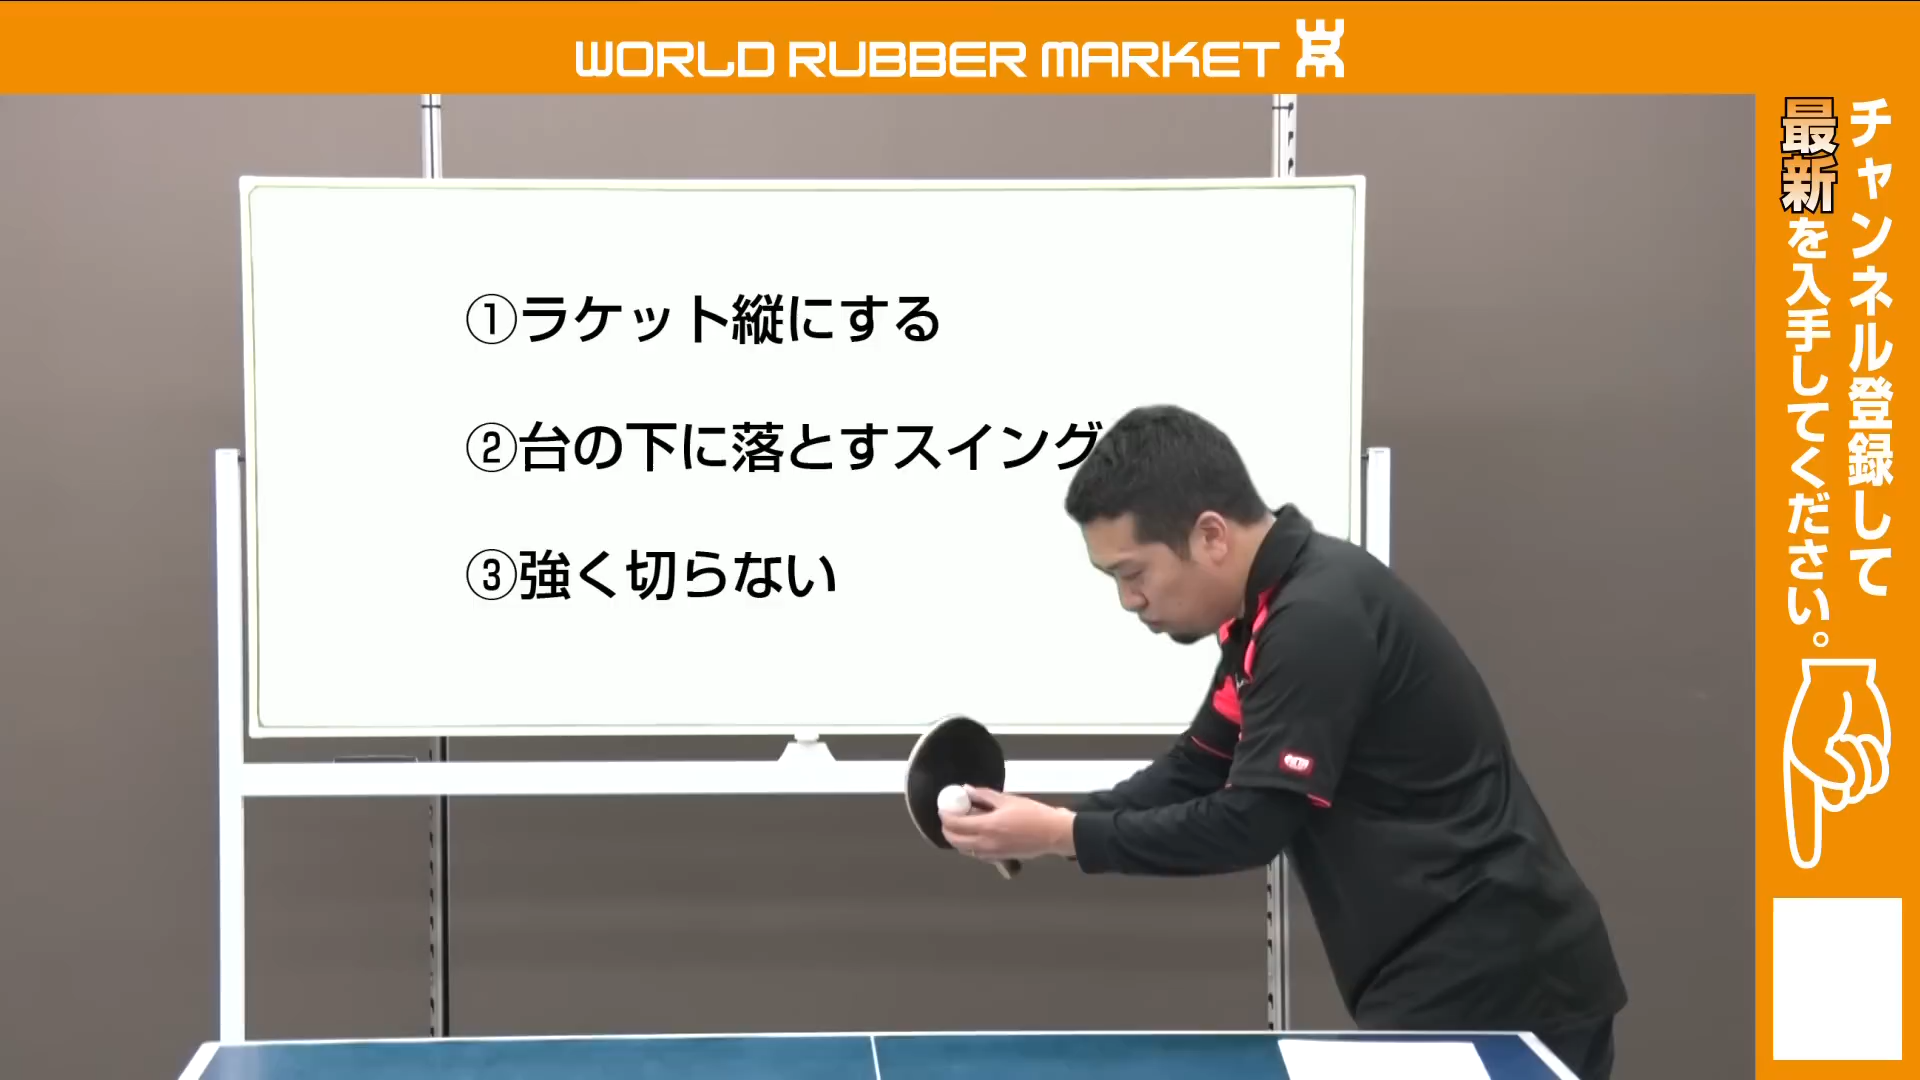 WORLD RUBBER MARKET
①ラケット縦にする
②台の下に落とすスイング
③強く切らない
チャンネル登録して
最新を入手してください。